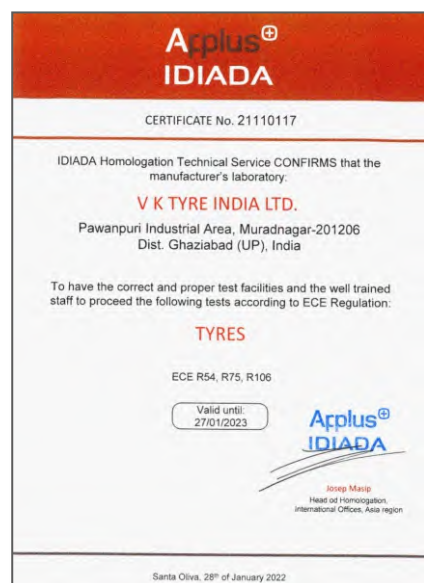 Applus+
IDIADA
CERTIFICATE No. 21110117
IDIADA Homologation Technical Service CONFIRMS that the
manufacturer's laboratory:
V K TYRE INDIA LTD.
Pawanpuri Industrial Area, Muradnagar-201206
Dist. Ghaziabad (UP), India
To have the correct and proper test facilities and the well trained
staff to proceed the following tests according to ECE Regulation:
TYRES
ECE R54, R75, R106
Valid until:
27/01/2023
Applus+
IDIADA
Josep Masip
Head od Homologation,
International Offices, Asia region
Santa Oliva, 28th of January 2022